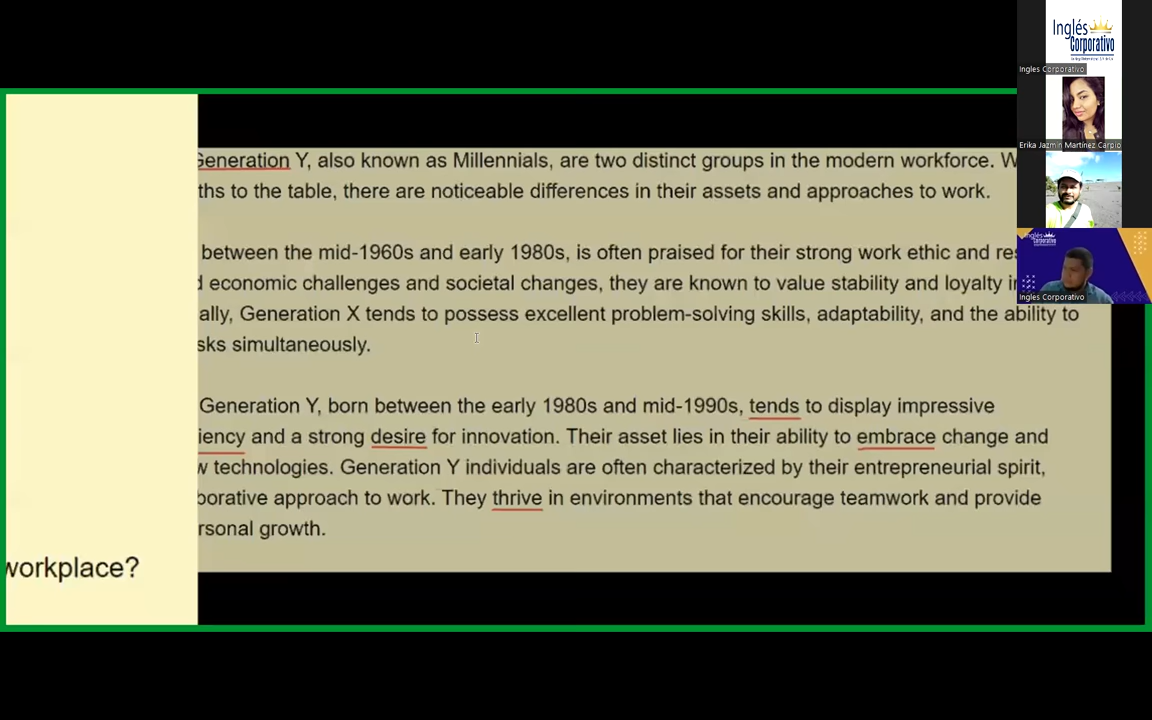 Generation Y, also known as Millennials, are two distinct groups in the modern workforce. W
ths to the table, there are noticeable differences in their assets and approaches to work.
between the mid-1960s and early 1980s, is often praised for their strong work ethic and res
d economic challenges and societal changes, they are known to value stability and loyalty i
ally, Generation X tends to possess excellent problem-solving skills, adaptability, and the ability to
sks simultaneously.
Generation Y, born between the early 1980s and mid-1990s, tends to display impressive
iency and a strong desire for innovation. Their asset lies in their ability to embrace change and
w technologies. Generation Y individuals are often characterized by their entrepreneurial spirit,
borative approach to work. They thrive in environments that encourage teamwork and provide
rsonal growth.
workplace?
Inglés
Corporativo
Ingles Corporativo
Erika Jazmin Martínez Carpio
Inglés
Corporativo
Ingles Corporativo